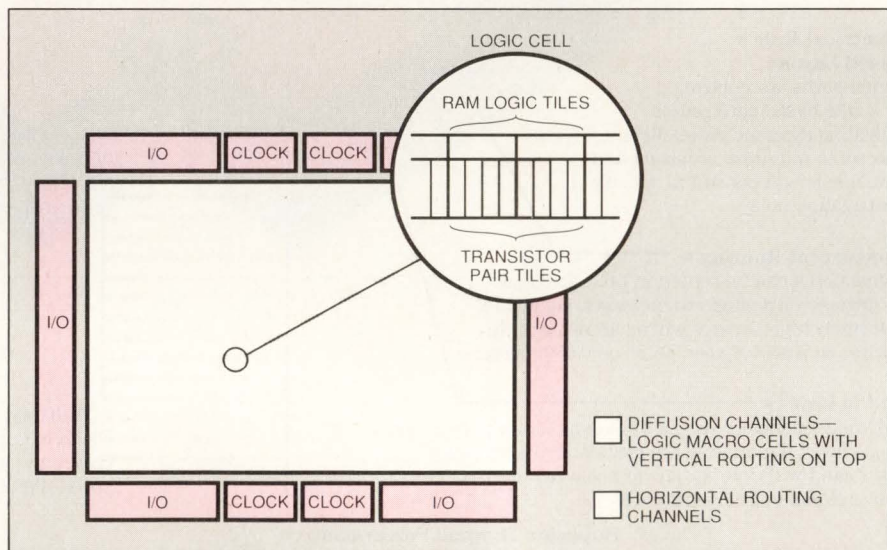 LOGIC CELL
RAM LOGIC TILES
I/O
CLOCK
CLOCK
TRANSISTOR
PAIR TILES
I/O
I/O
DIFFUSION CHANNELS—
LOGIC MACRO CELLS WITH
VERTICAL ROUTING ON TOP
HORIZONTAL ROUTING
CHANNELS
I/O
CLOCK
CLOCK
I/O